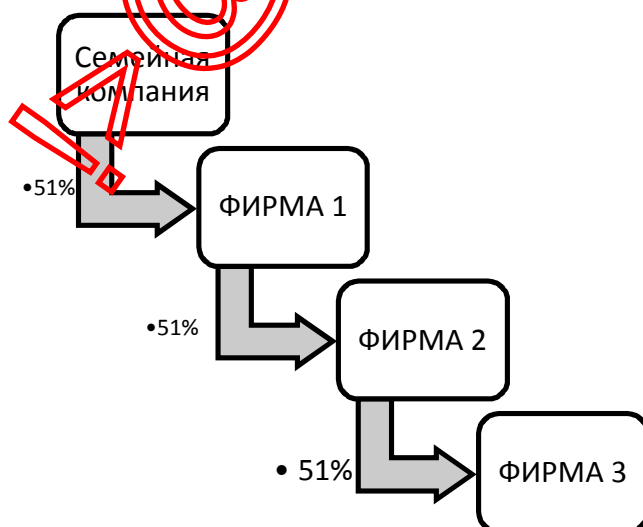 Семейная
компания
•51%
ФИРМА 1
•51%
ФИРМА 2
• 51%
ФИРМА 3